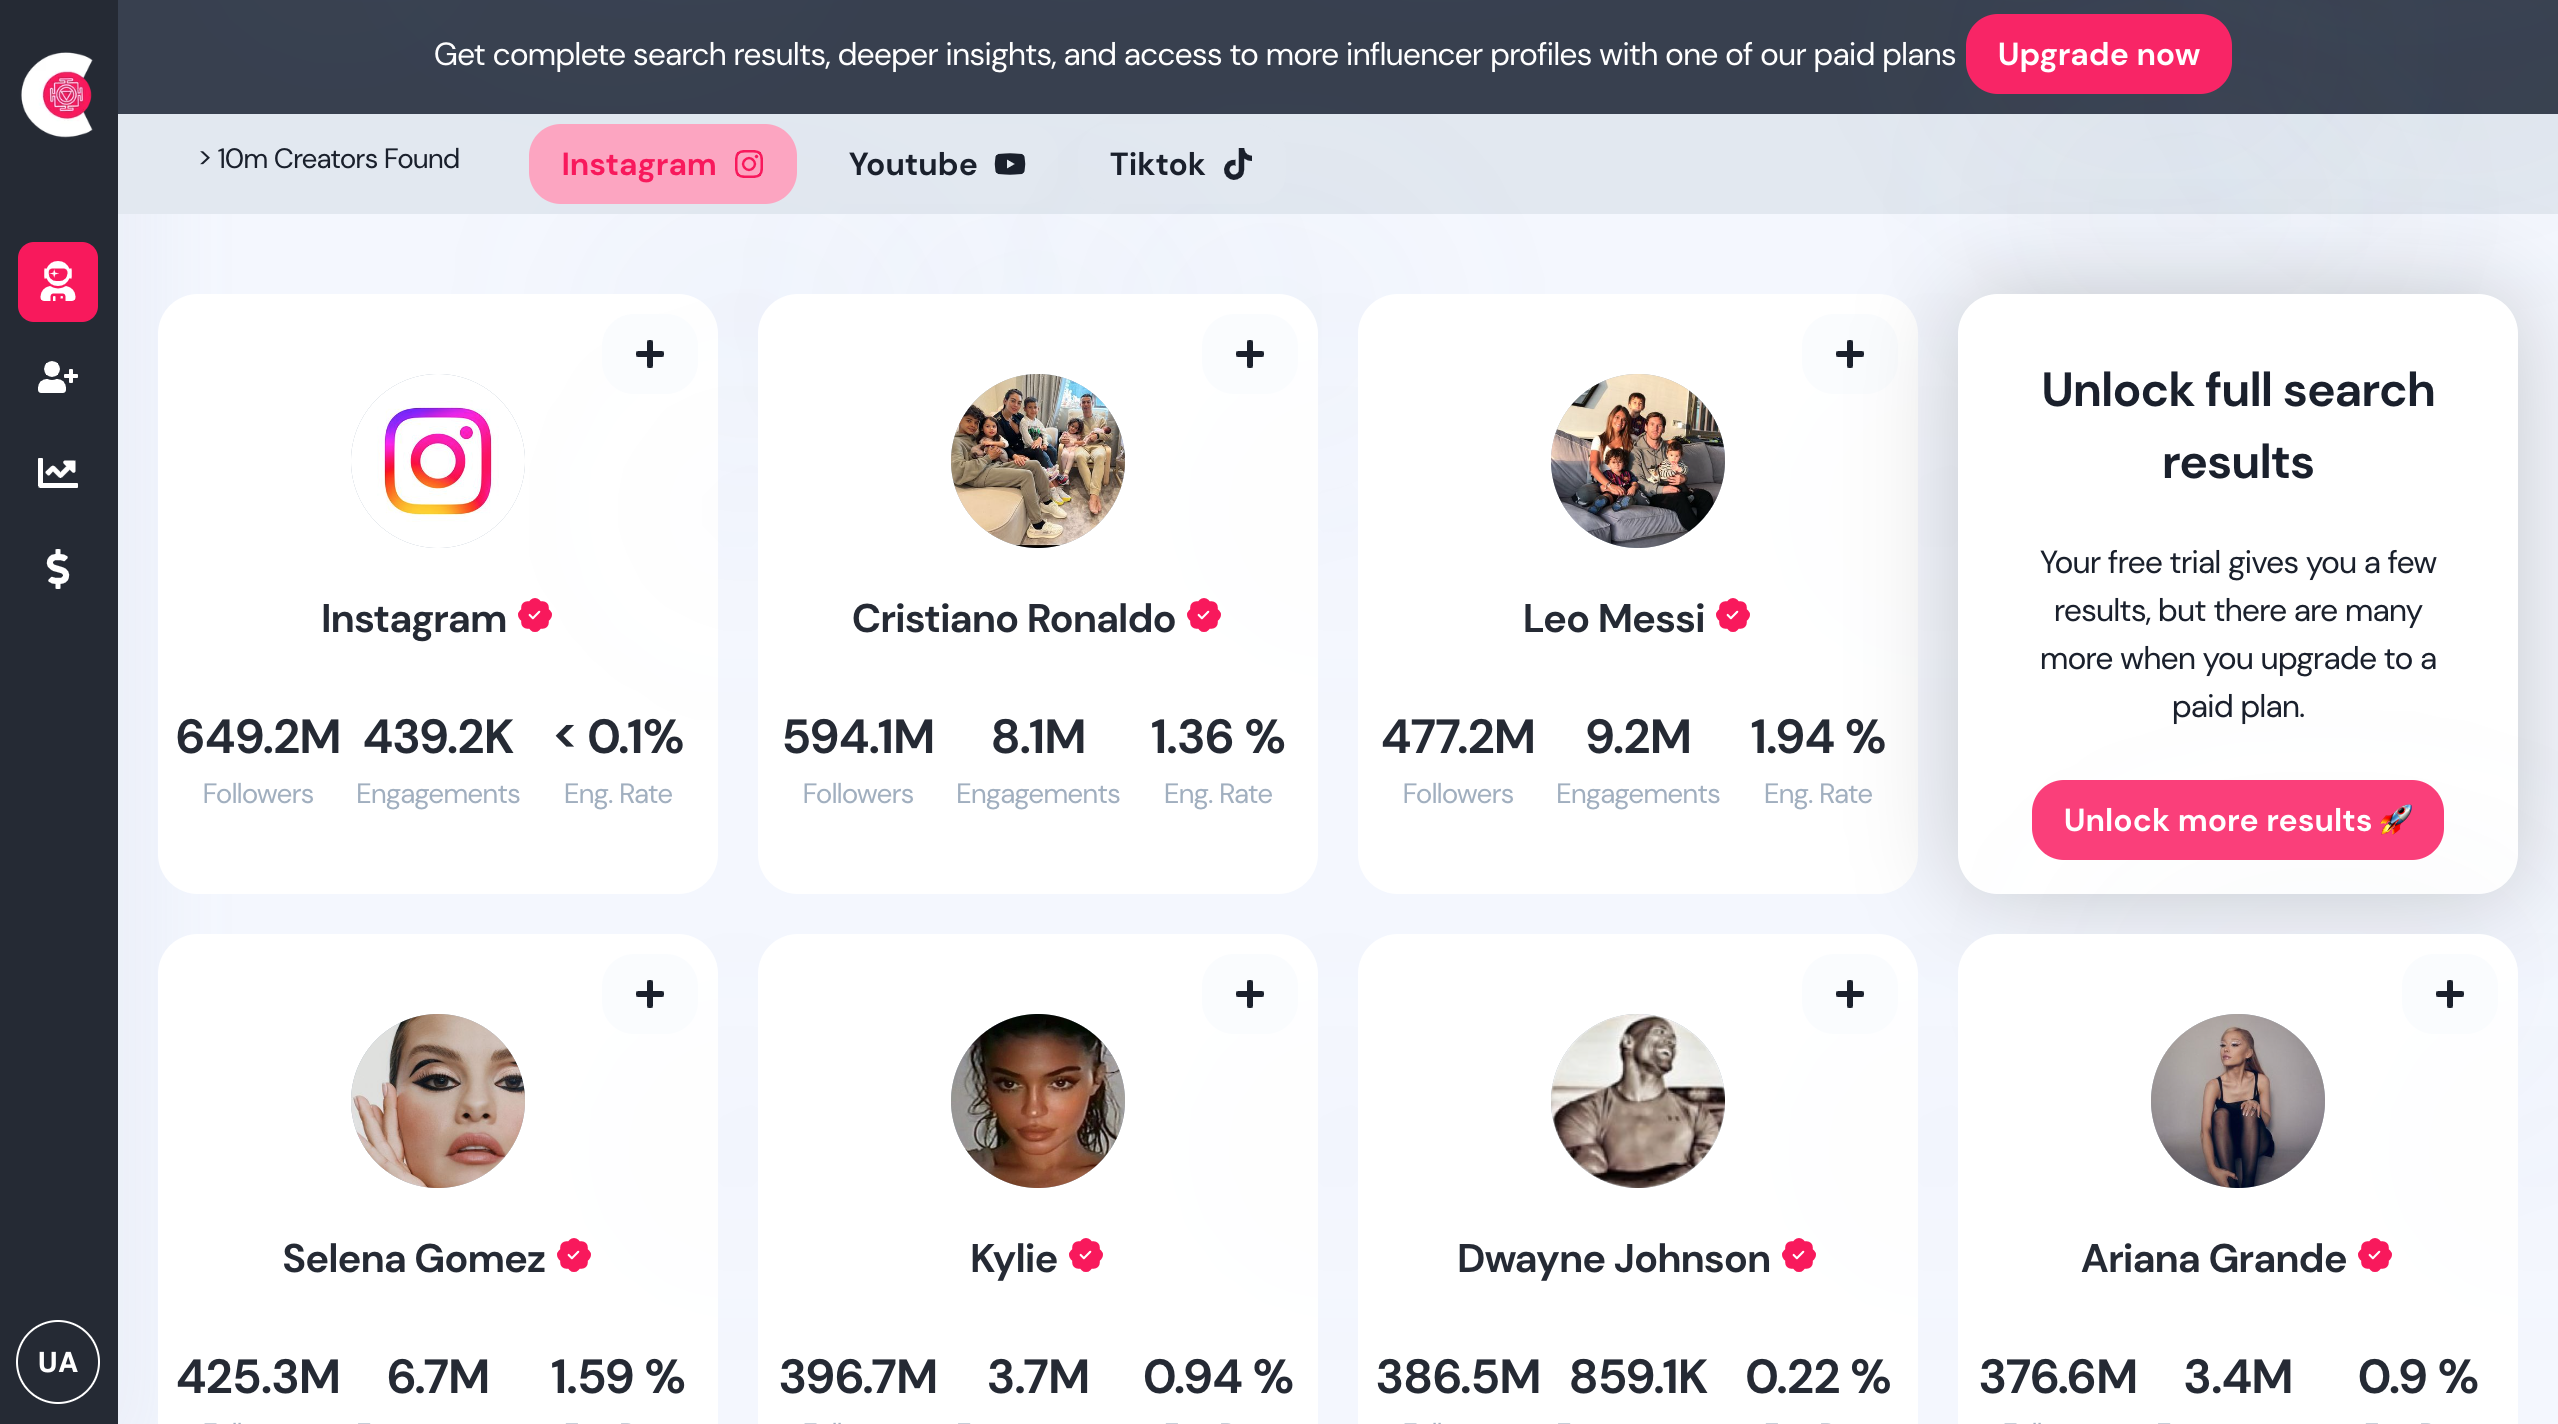 Get complete search results, deeper insights, and access to more influencer profiles with one of our paid plans Upgrade now
> 10m Creators Found Instagram Youtube Tiktok
Instagram
649.2M 439.2K < 0.1%
Followers Engagements Eng. Rate
Cristiano Ronaldo
594.1M 8.1M 1.36 %
Followers Engagements Eng. Rate
Leo Messi
477.2M 9.2M 1.94 %
Followers Engagements Eng. Rate
Unlock full search
results
Your free trial gives you a few
results, but there are many
more when you upgrade to a
paid plan.
Unlock more results 🚀
Selena Gomez
425.3M 6.7M 1.59 %
Kylie
396.7M 3.7M 0.94 %
Dwayne Johnson
386.5M 859.1K 0.22 %
Ariana Grande
376.6M 3.4M 0.9 %
UA